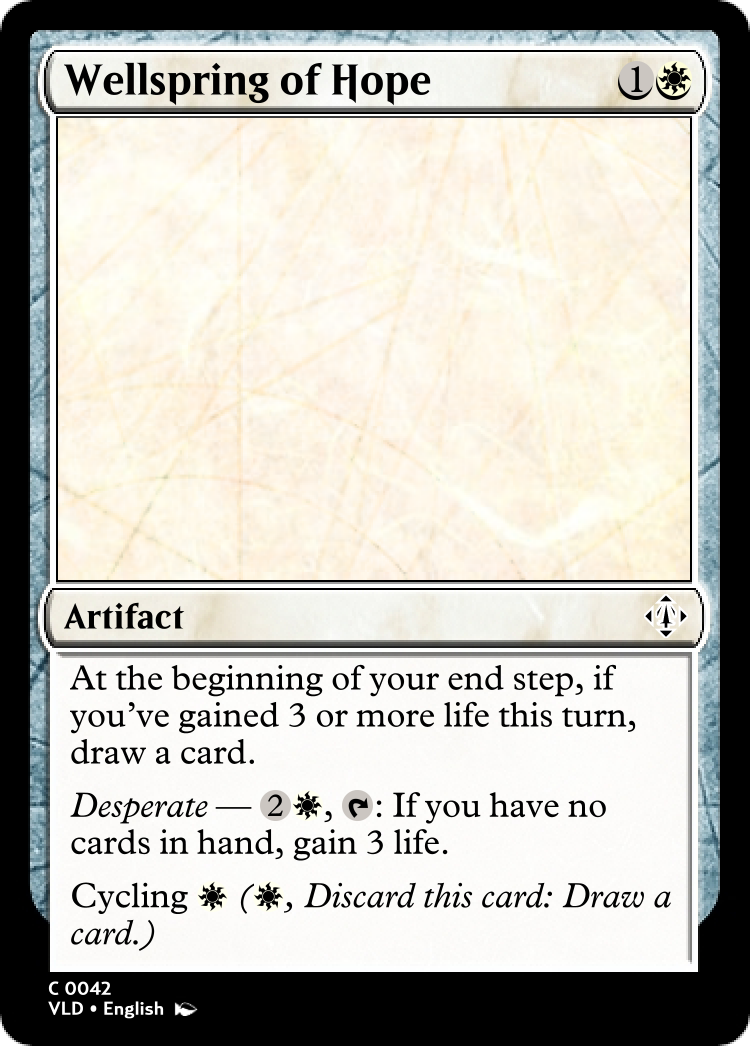 Wellspring of Hope 1
Artifact
At the beginning of your end step, if
you've gained 3 or more life this turn,
draw a card.
Desperate — 2, : If you have no
cards in hand, gain 3 life.
Cycling (, Discard this card: Draw a
card.)
C 0042
VLD • English